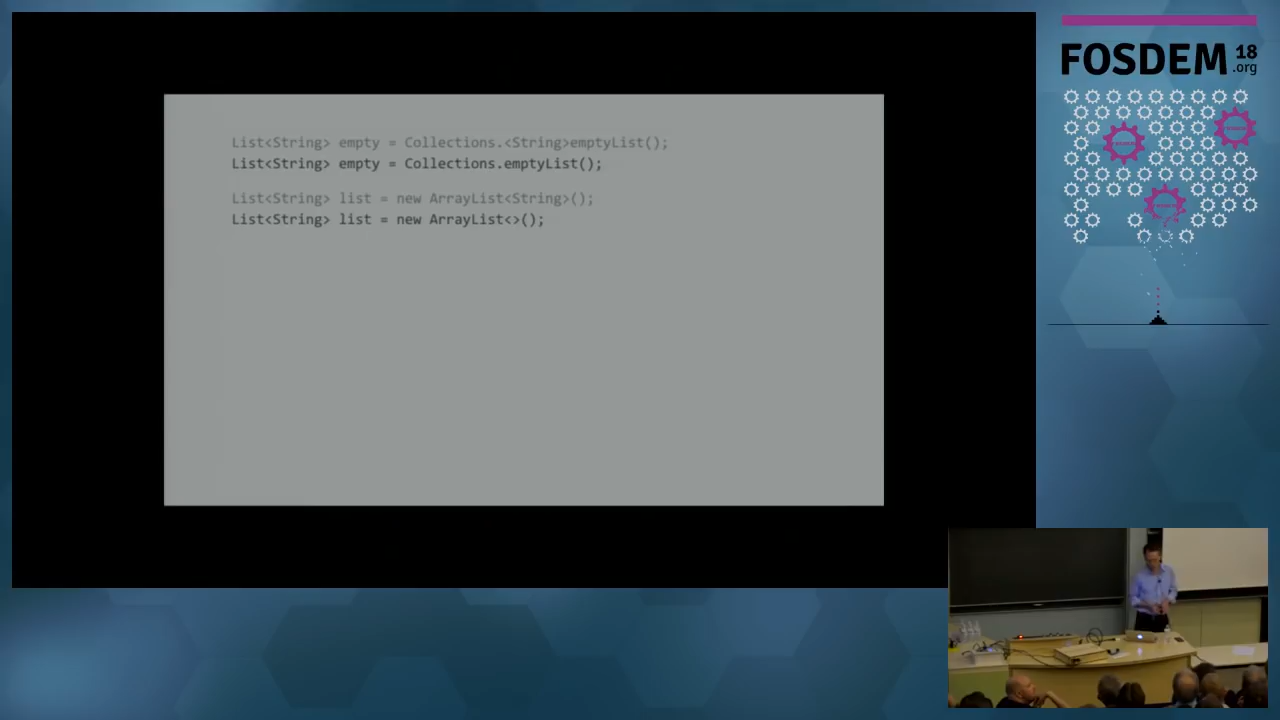 List<String> empty = Collections.<String>emptyList();
List<String> empty = Collections.emptyList();
List<String> list = new ArrayList<String>();
List<String> list = new ArrayList<>();
FOSDEM 18
.org